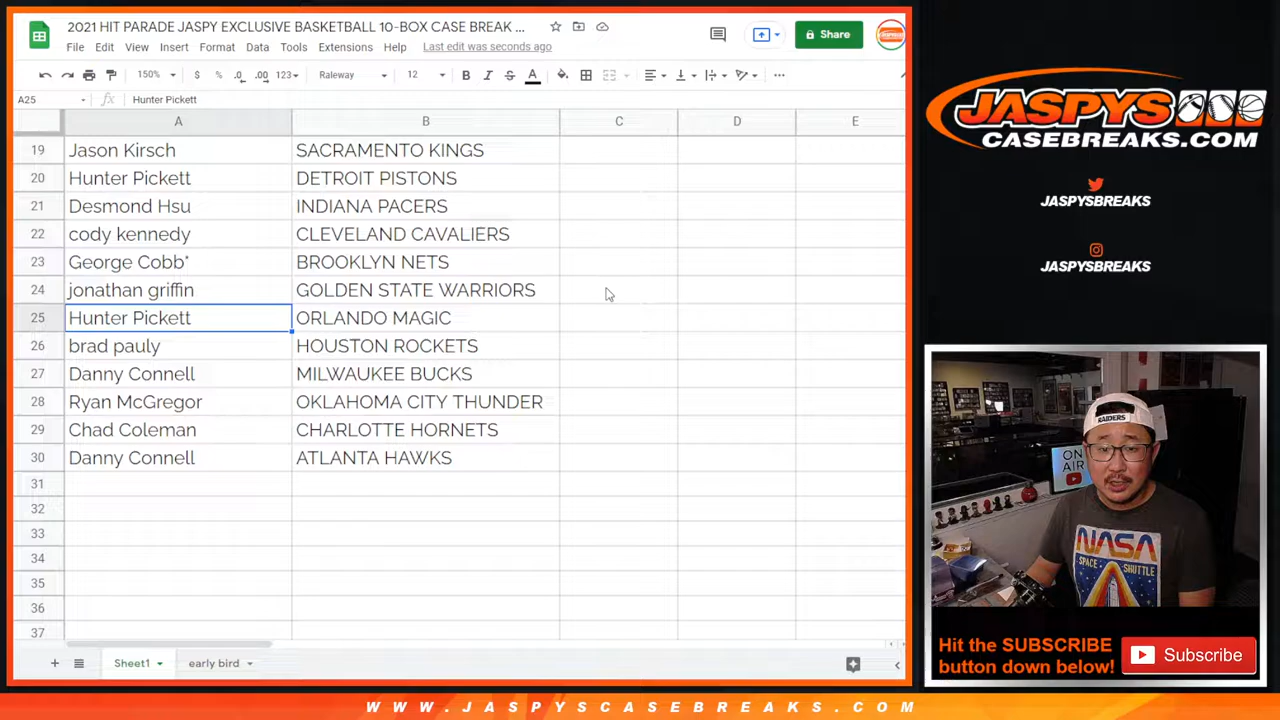 2021 HIT PARADE JASPY EXCLUSIVE BASKETBALL 10-BOX CASE BREAK ...
File Edit View Insert Format Data Tools Extensions Help Last edit was seconds ago
Share
150% $ % .0 .00 123 Raleway 12 B I S A
A25 fx Hunter Pickett
A B C D E
19 Jason Kirsch SACRAMENTO KINGS
20 Hunter Pickett DETROIT PISTONS
21 Desmond Hsu INDIANA PACERS
22 cody kennedy CLEVELAND CAVALIERS
23 George Cobb* BROOKLYN NETS
24 jonathan griffin GOLDEN STATE WARRIORS
25 Hunter Pickett ORLANDO MAGIC
26 brad pauly HOUSTON ROCKETS
27 Danny Connell MILWAUKEE BUCKS
28 Ryan McGregor OKLAHOMA CITY THUNDER
29 Chad Coleman CHARLOTTE HORNETS
30 Danny Connell ATLANTA HAWKS
31
32
33
34
35
36
37
Sheet1 early bird
JASPYS
CASEBREAKS.COM
JASPYSBREAKS
JASPYSBREAKS
RAIDERS
ON
AIR
NASA
SPACE SHUTTLE
Hit the SUBSCRIBE
button down below!
Subscribe
WWW.JASPYSCASEBREAKS.COM